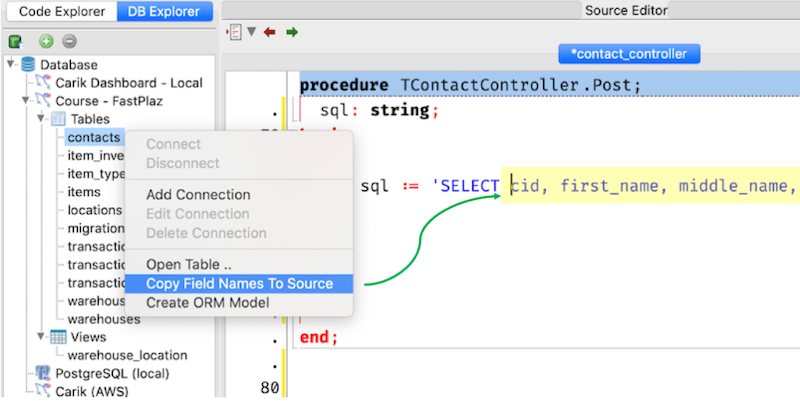 Code Explorer
DB Explorer
Source Editor
*contact_controller
Database
Carik Dashboard - Local
Course - FastPlaz
Tables
contacts
item_inve
item_type
items
locations
migration
transactio
transactio
transactio
warehous
warehouses
Views
warehouse_location
PostgreSQL (local)
Carik (AWS)
Connect
Disconnect
Add Connection
Edit Connection
Delete Connection
Open Table ..
Copy Field Names To Source
Create ORM Model
procedure TContactController.Post;
sql: string;
sql := 'SELECT cid, first_name, middle_name,
end;
80